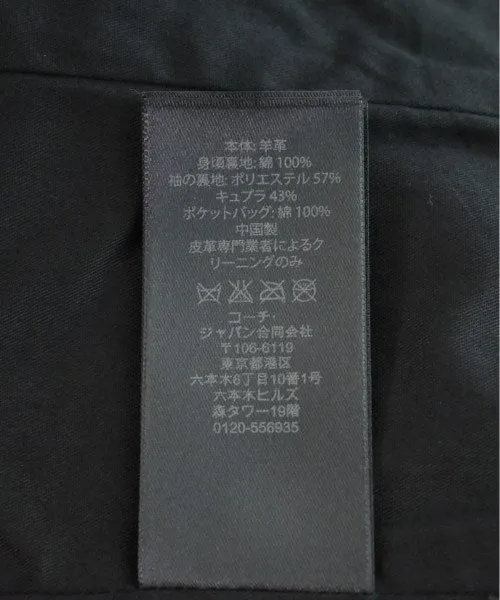 本体: 羊革
身頃裏地: 綿 100%
袖の裏地: ポリエステル 57%
キュプラ 43%
ポケットバッグ: 綿 100%
中国製
皮革専門業者によるク
リーニングのみ
コーチ・
ジャパン合同会社
〒106-6119
東京都港区
六本木6丁目10番1号
六本木ヒルズ
森タワー19階
0120-556935